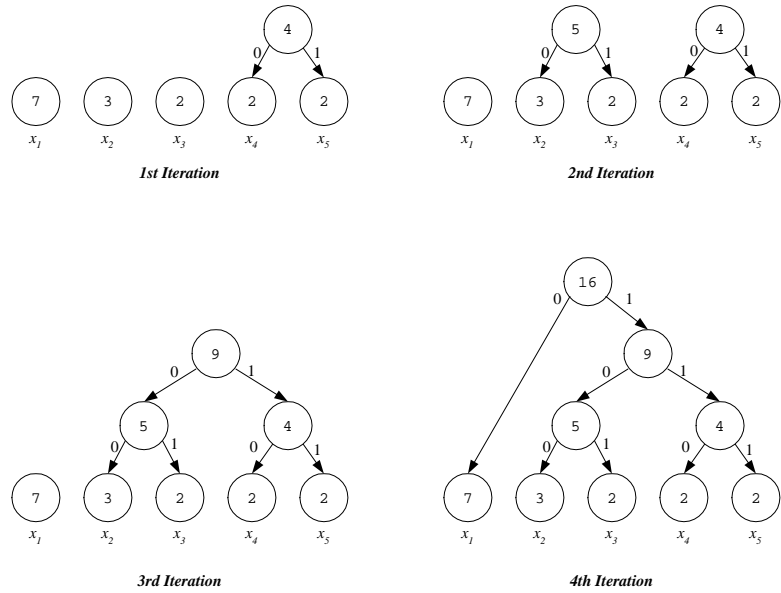 4
0 1
7 3 2 2 2
x1 x2 x3 x4 x5
1st Iteration
5 4
0 1 0 1
7 3 2 2 2
x1 x2 x3 x4 x5
2nd Iteration
9
0 1
5 4
0 1 0 1
7 3 2 2 2
x1 x2 x3 x4 x5
3rd Iteration
16
0 1
9
0 1
5 4
0 1 0 1
7 3 2 2 2
x1 x2 x3 x4 x5
4th Iteration